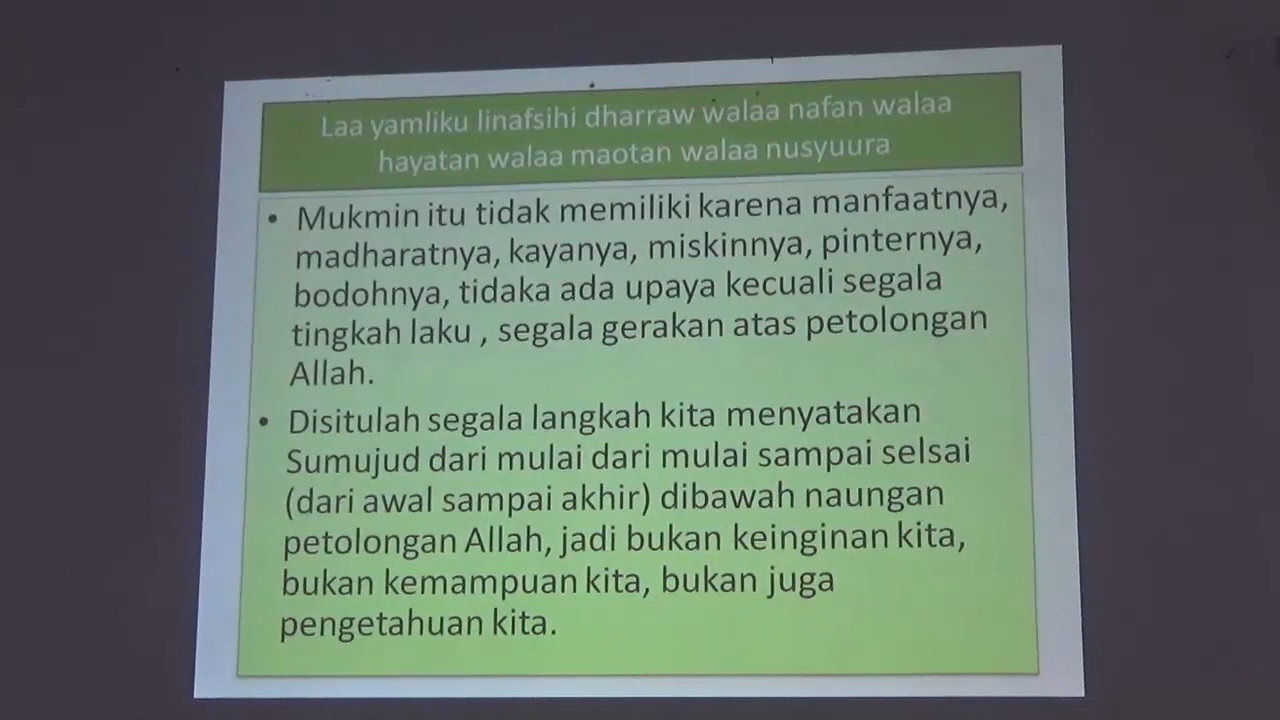 Laa yamliku linafsihi dharraw walaa nafan walaa
hayatan walaa maotan walaa nusyuura
• Mukmin itu tidak memiliki karena manfaatnya,
madharatnya, kayanya, miskinnya, pinternya,
bodohnya, tidaka ada upaya kecuali segala
tingkah laku , segala gerakan atas petolongan
Allah.
• Disitulah segala langkah kita menyatakan
Sumujud dari mulai dari mulai sampai selsai
(dari awal sampai akhir) dibawah naungan
petolongan Allah, jadi bukan keinginan kita,
bukan kemampuan kita, bukan juga
pengetahuan kita.